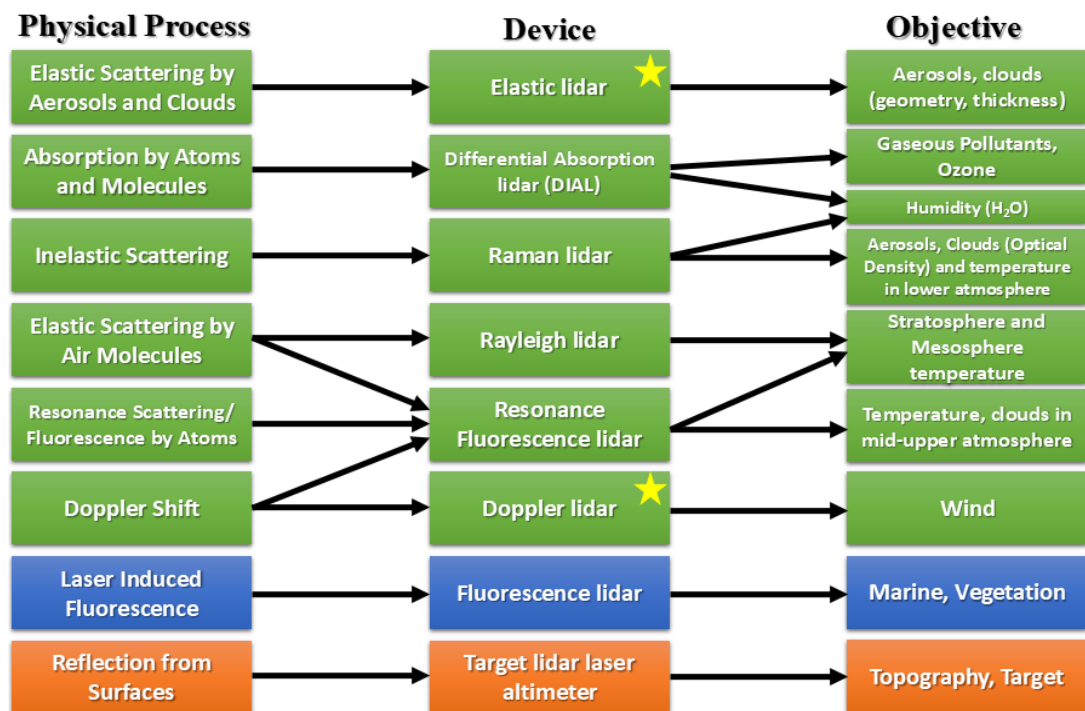 Physical Process
Device
Objective
Elastic Scattering by
Aerosols and Clouds
Elastic lidar
Aerosols, clouds
(geometry, thickness)
Absorption by Atoms
and Molecules
Differential Absorption
lidar (DIAL)
Gaseous Pollutants,
Ozone
Humidity (H₂O)
Inelastic Scattering
Raman lidar
Aerosols, Clouds (Optical
Density) and temperature
in lower atmosphere
Elastic Scattering by
Air Molecules
Rayleigh lidar
Stratosphere and
Mesosphere
temperature
Resonance Scattering/
Fluorescence by Atoms
Resonance
Fluorescence lidar
Temperature, clouds in
mid-upper atmosphere
Doppler Shift
Doppler lidar
Wind
Laser Induced
Fluorescence
Fluorescence lidar
Marine, Vegetation
Reflection from
Surfaces
Target lidar laser
altimeter
Topography, Target